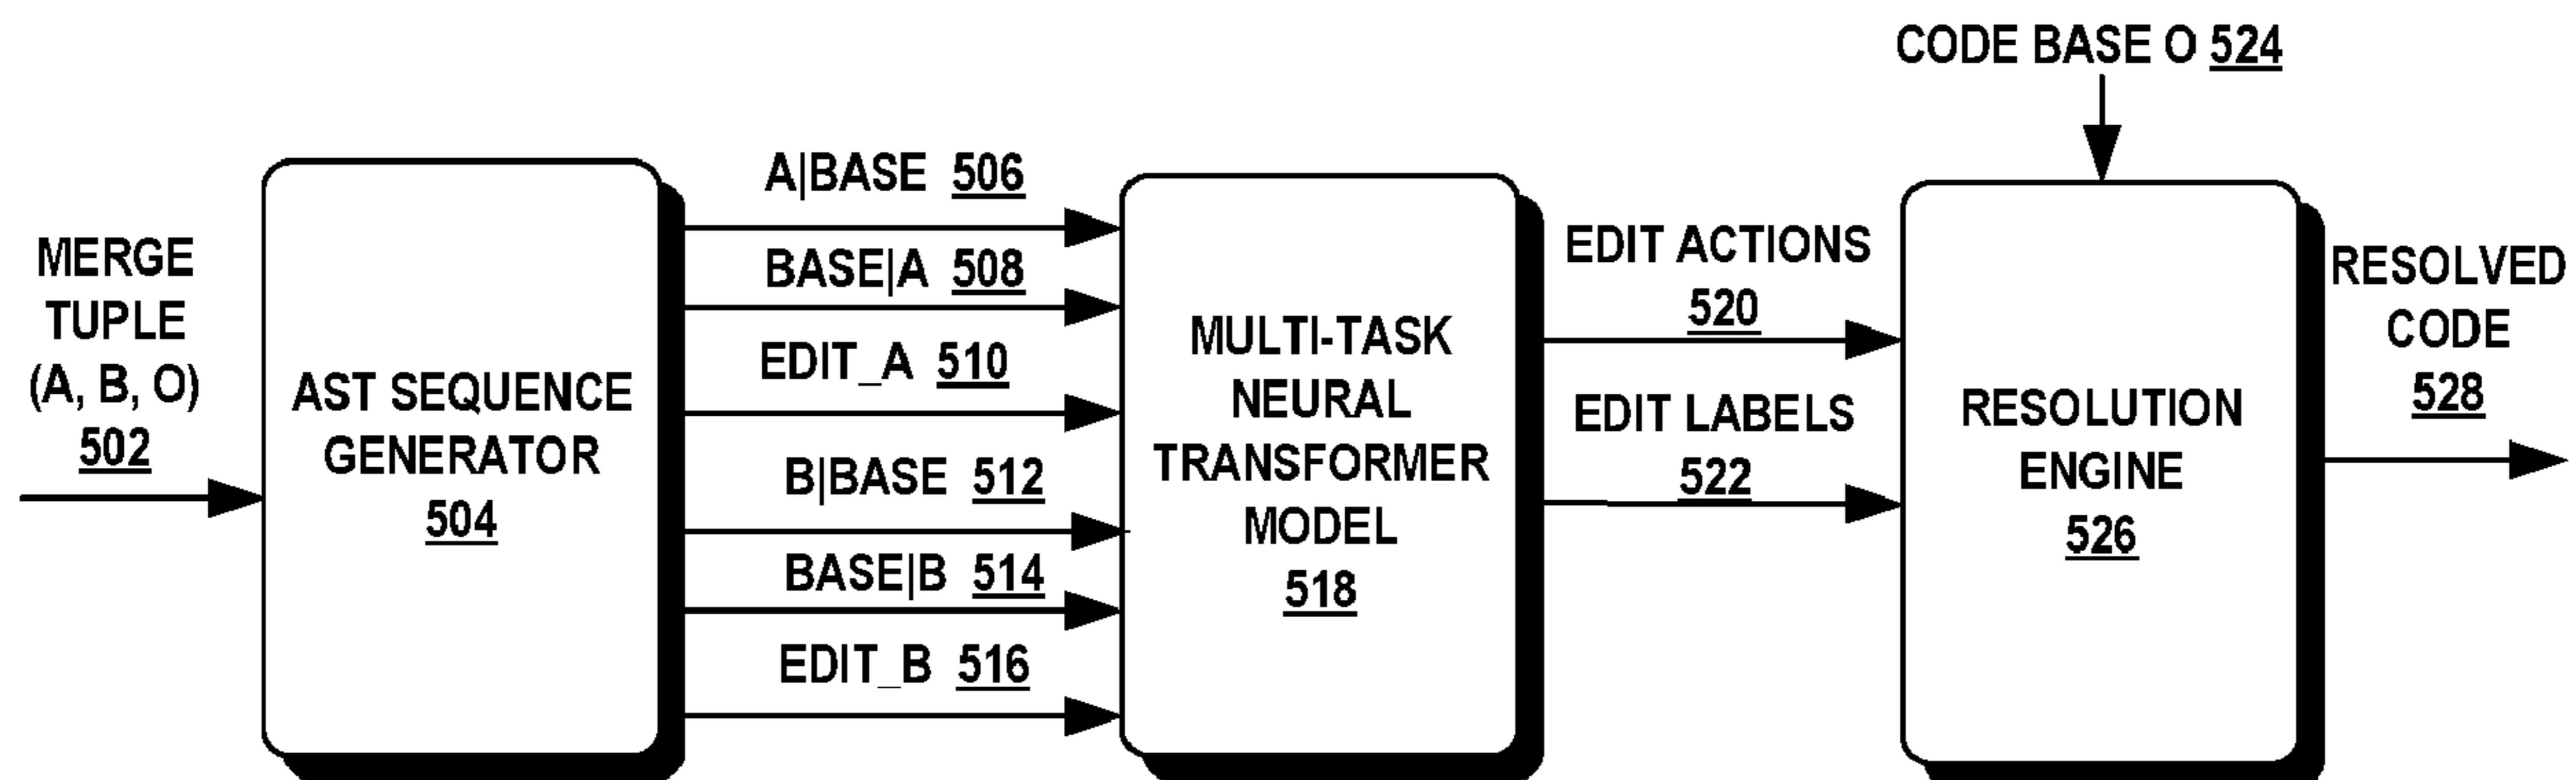 MERGE
TUPLE
(A, B, O)
502
AST SEQUENCE
GENERATOR
504
A|BASE 506
BASE|A 508
EDIT_A 510
B|BASE 512
BASE|B 514
EDIT_B 516
MULTI-TASK
NEURAL
TRANSFORMER
MODEL
518
EDIT ACTIONS
520
EDIT LABELS
522
CODE BASE O 524
RESOLUTION
ENGINE
526
RESOLVED
CODE
528